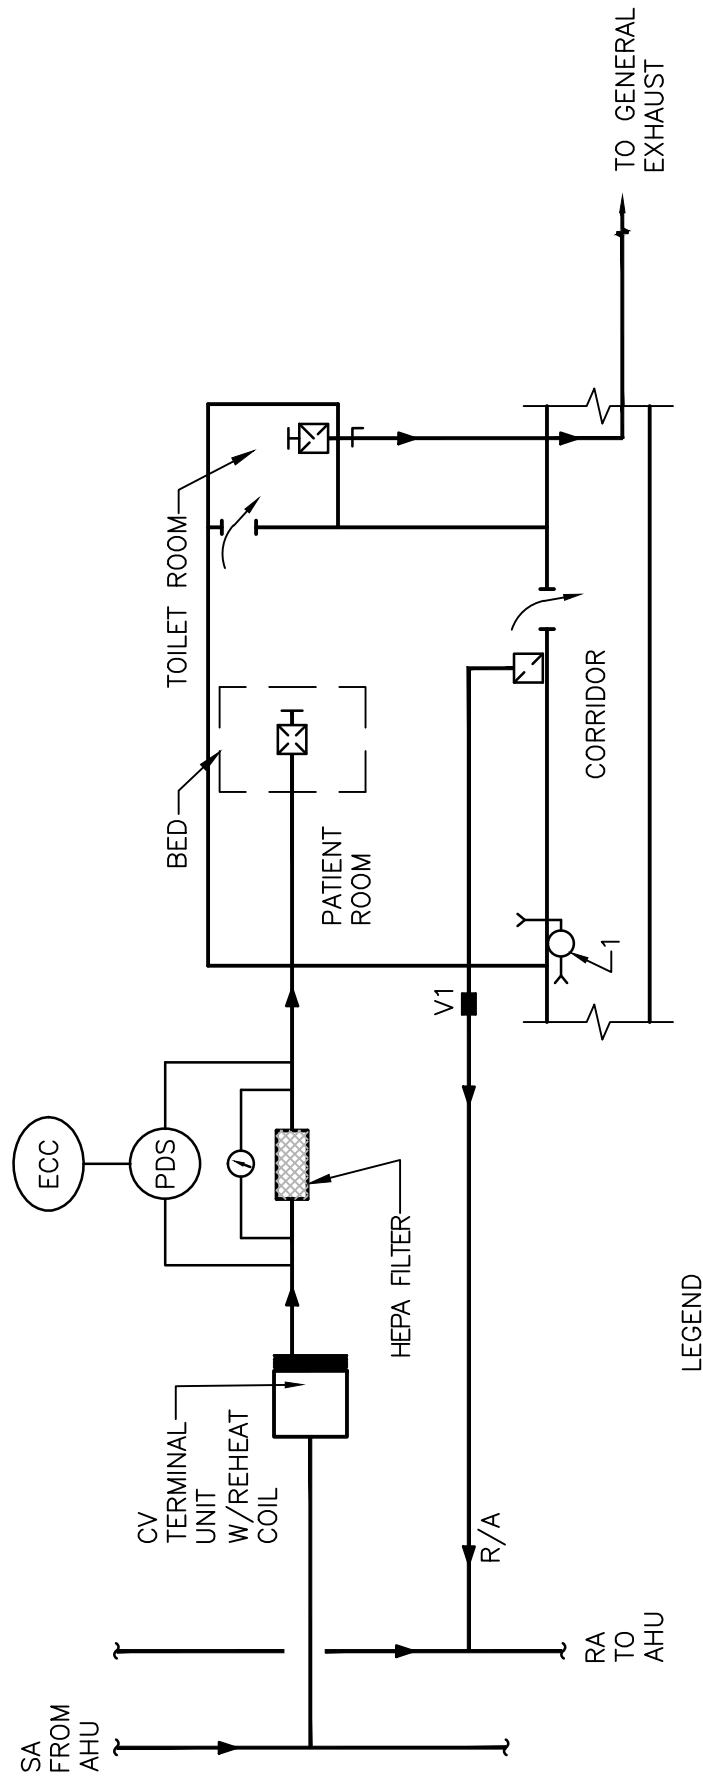 SA
FROM
AHU
RA
TO
AHU
CV
TERMINAL
UNIT
W/REHEAT
COIL
R/A
ECC
PDS
HEPA FILTER
V1
BED
PATIENT
ROOM
TOILET ROOM
CORRIDOR
1
TO GENERAL
EXHAUST
LEGEND